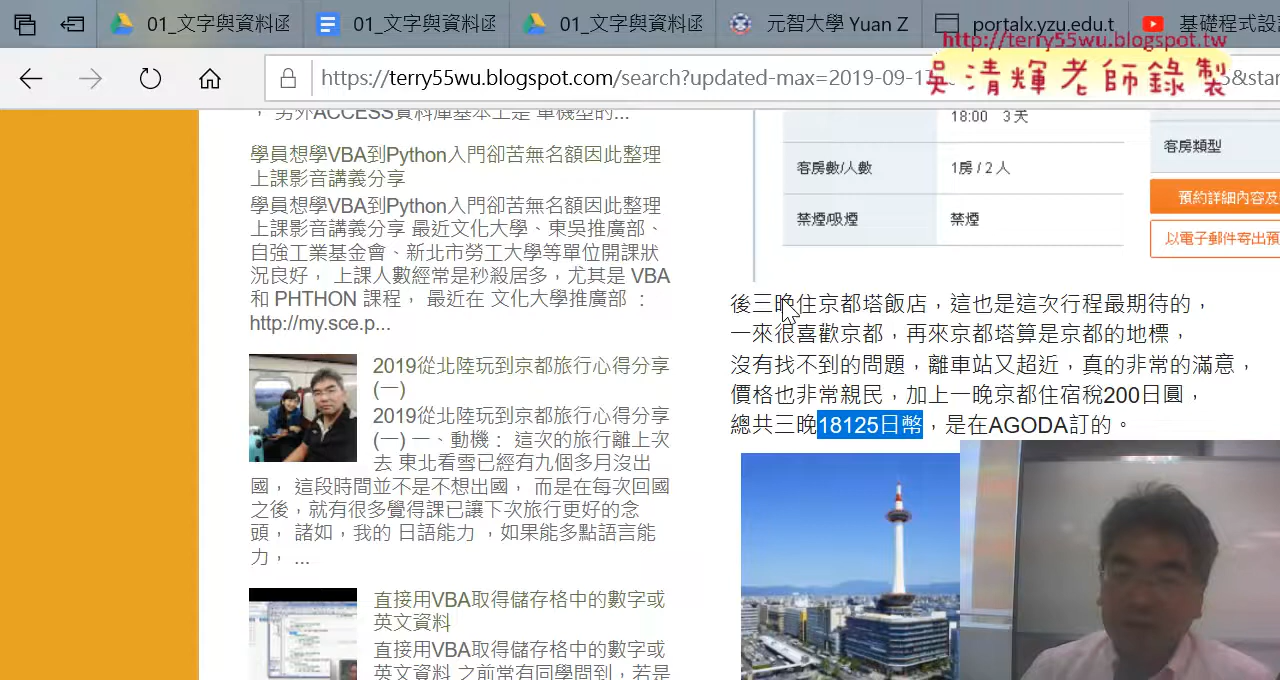 01_文字與資料函
01_文字與資料函
01_文字與資料函
元智大學 Yuan Z
portalx.yzu.edu.t
基礎程式設
http://terry55wu.blogspot.tw
吳清輝老師錄製
https://terry55wu.blogspot.com/search?updated-max=2019-09-1
5&star
， 另外ACCESS資料庫基本上是 單機型的...
學員想學VBA到Python入門卻苦無名額因此整理
上課影音講義分享
學員想學VBA到Python入門卻苦無名額因此整理
上課影音講義分享 最近文化大學、東吳推廣部、
自強工業基金會、新北市勞工大學等單位開課狀
況良好， 上課人數經常是秒殺居多，尤其是 VBA
和 PHTHON 課程， 最近在 文化大學推廣部 ：
http://my.sce.p...
2019從北陸玩到京都旅行心得分享
(一)
2019從北陸玩到京都旅行心得分享
(一) 一、動機： 這次的旅行離上次
去 東北看雪已經有九個多月沒出
國， 這段時間並不是不想出國， 而是在每次回國
之後，就有很多覺得課已讓下次旅行更好的念
頭， 諸如，我的 日語能力 ，如果能多點語言能
力， ...
直接用VBA取得儲存格中的數字或
英文資料
直接用VBA取得儲存格中的數字或
英文資料 之前常有同學問到，若是
18:00 3 天
客房數/人數
1房 / 2 人
禁煙/吸煙
禁煙
客房類型
預約詳細內容及
以電子郵件寄出預
後三晚住京都塔飯店，這也是這次行程最期待的，
一來很喜歡京都，再來京都塔算是京都的地標，
沒有找不到的問題，離車站又超近，真的非常的滿意，
價格也非常親民，加上一晚京都住宿稅200日圓，
總共三晚18125日幣，是在AGODA訂的。